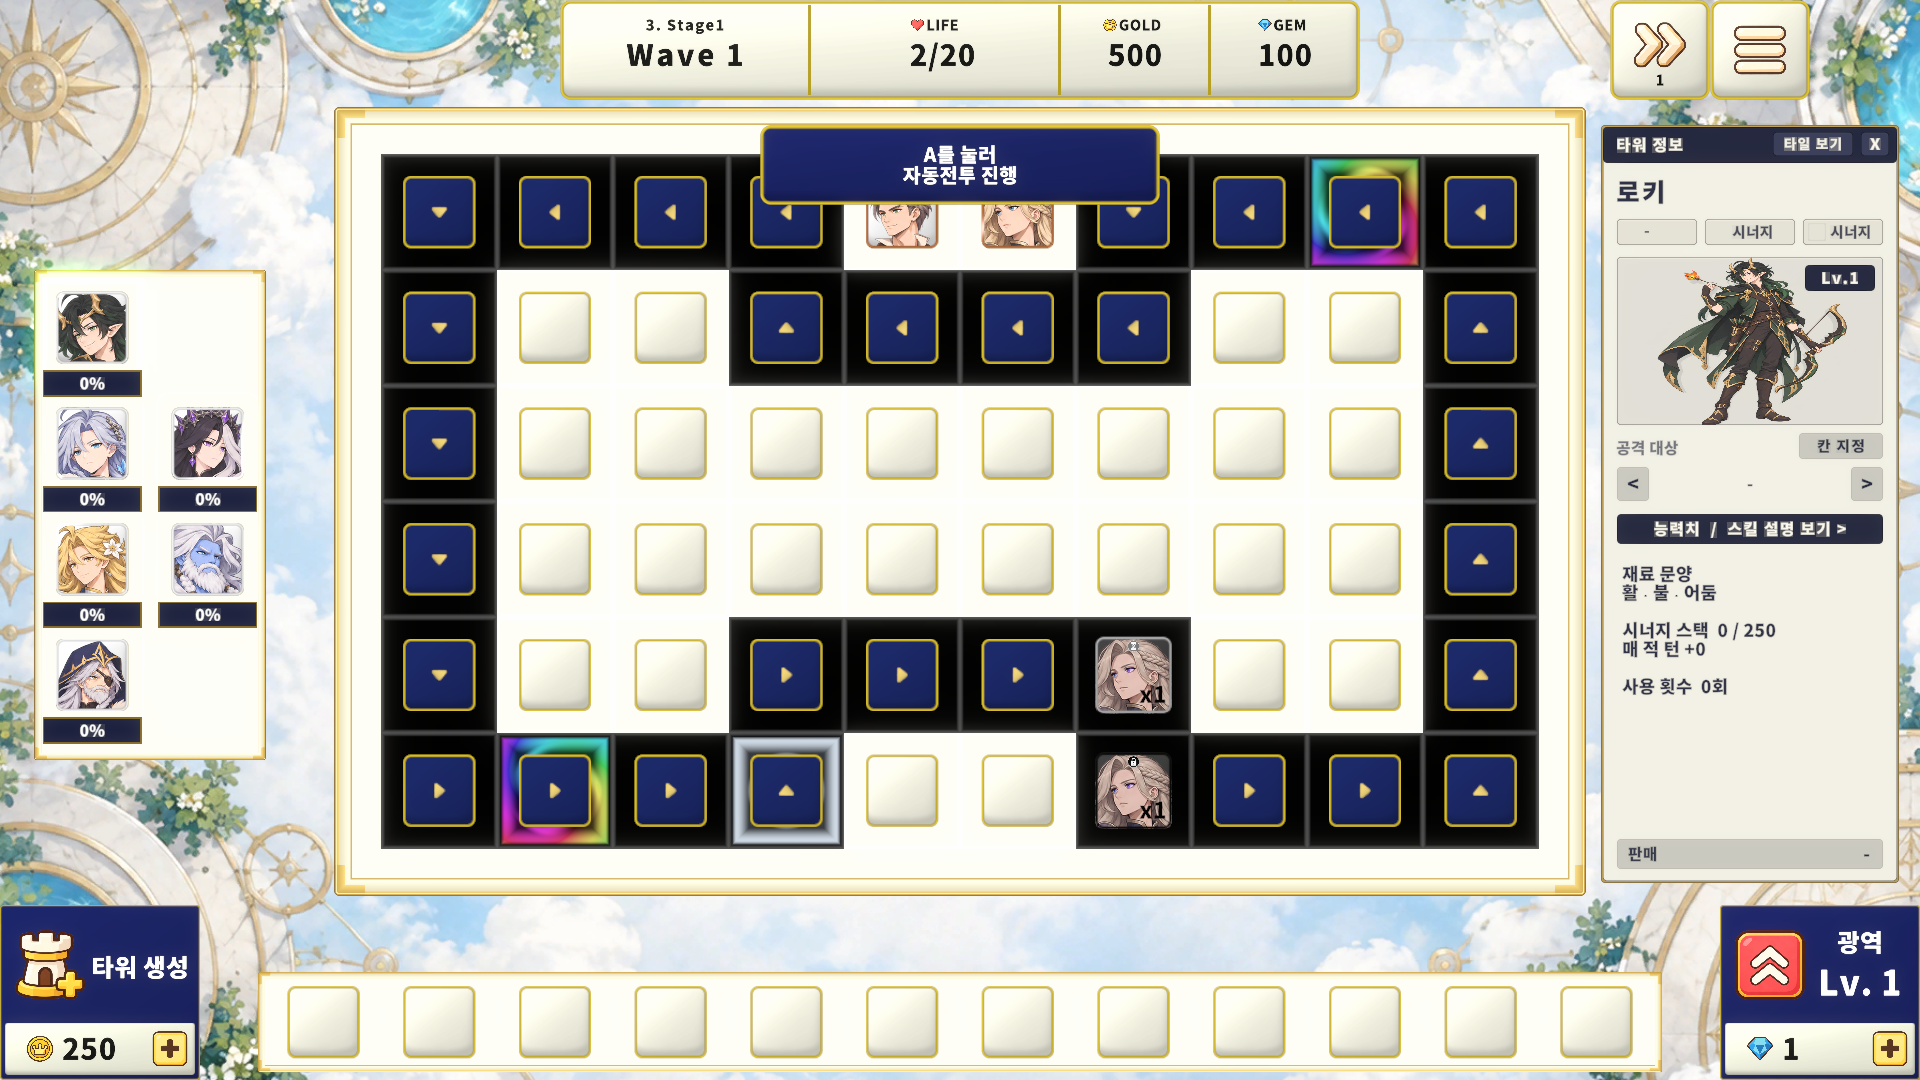 3. Stage1
Wave 1
LIFE
2/20
GOLD
500
GEM
100
1
A를 눌러
자동전투 진행
0%
0%
0%
0%
0%
0%
x1
x1
타워 정보
타일 보기
X
로키
-
시너지
시너지
Lv.1
공격 대상
칸 지정
<
-
>
능력치 / 스킬 설명 보기 >
재료 문양
활 . 불 . 어둠
시너지 스택 0 / 250
매 적 턴 +0
사용 횟수 0회
판매
-
타워 생성
250
광역
Lv. 1
1